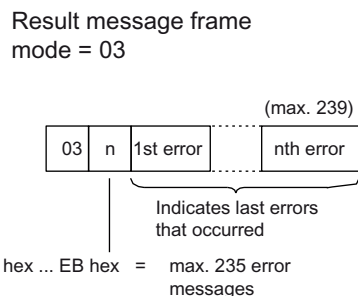 Result message frame
mode = 03
(max. 239)
03 n 1st error nth error
Indicates last errors
that occurred
hex ... EB hex = max. 235 error
messages